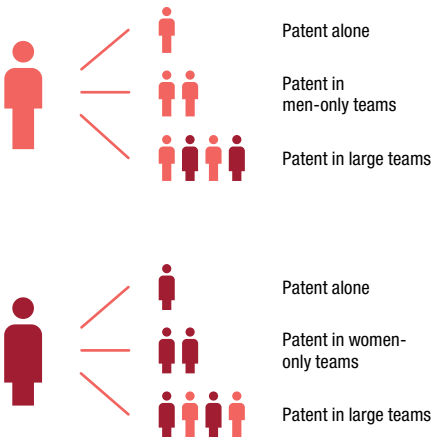 Patent alone
Patent in
men-only teams
Patent in large teams
Patent alone
Patent in women-
only teams
Patent in large teams